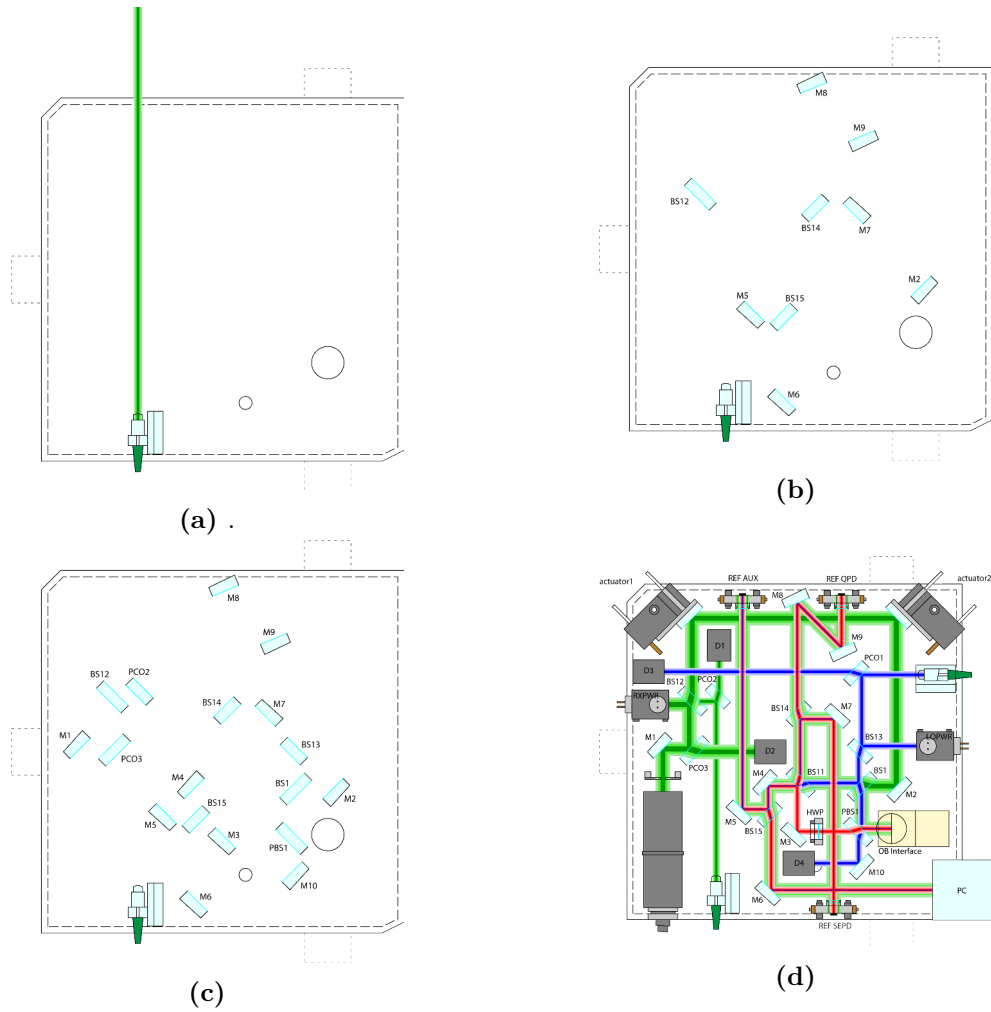 (a) .
M8
M9
BS12
BS14
M7
M2
M5
BS15
M6
(b)
M8
M9
BS12
PCO2
BS14
M7
M1
PCO3
BS13
M4
BS1
M2
M5
BS15
M3
PBS1
M10
M6
(c)
REF AUX
REF QPD
actuator1
actuator2
M8
D1
M9
D3
PCO1
BS12
PCO2
RXPWR
BS14
M7
M1
BS13
LOPWR
PCO3
D2
M4
BS11
BS1
M2
M5
BS15
HWP
PBS1
M3
OB Interface
D4
M10
M6
PC
REF SEPD
(d)